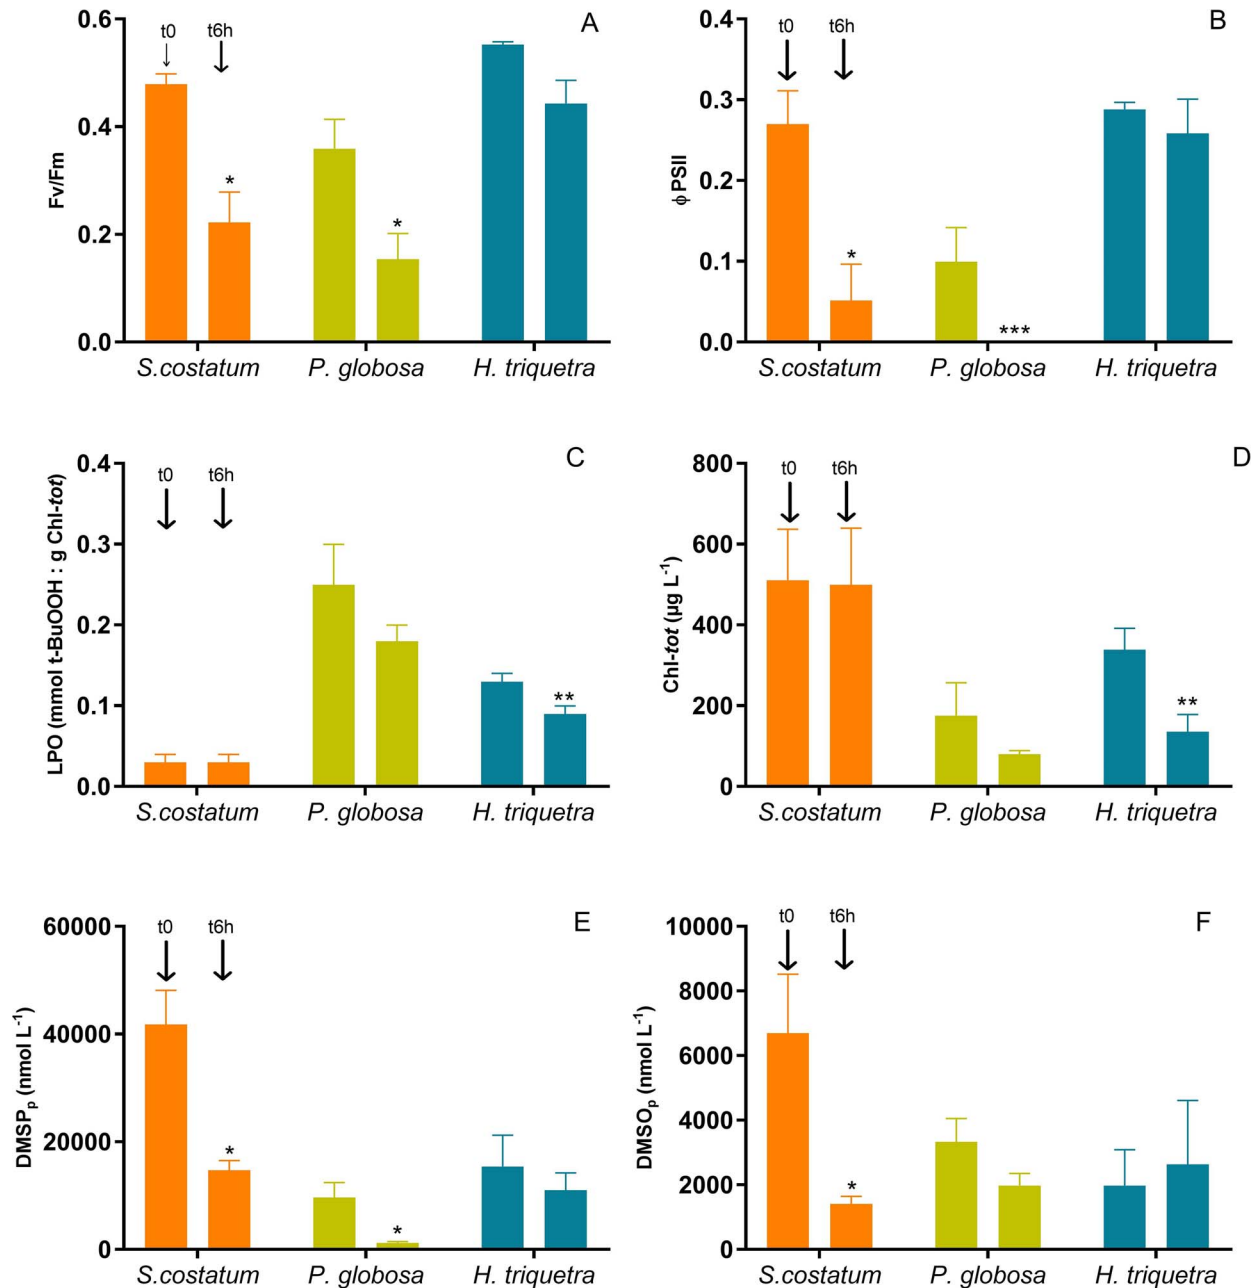 A
t0 t6h
0.6
0.4
0.2
0.0
Fv/Fm
*
*
S.costatum P. globosa H. triquetra
B
t0 t6h
0.4
0.3
0.2
0.1
0.0
ϕPSII
*
***
S.costatum P. globosa H. triquetra
C
t0 t6h
0.4
0.3
0.2
0.1
0.0
LPO (mmol t-BuOOH : g Chl-tot)
**
S.costatum P. globosa H. triquetra
D
t0 t6h
800
600
400
200
0
Chl-tot (µg L-1)
**
S.costatum P. globosa H. triquetra
E
t0 t6h
60000
40000
20000
0
DMSPp (nmol L-1)
*
*
S.costatum P. globosa H. triquetra
F
t0 t6h
10000
8000
6000
4000
2000
0
DMSOp (nmol L-1)
*
S.costatum P. globosa H. triquetra